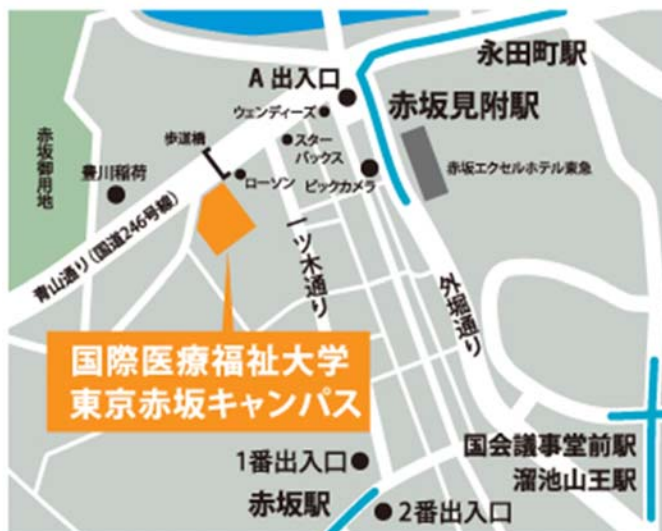 永田町駅
A出入口
赤坂見附駅
ウェンディーズ
歩道橋
スター
バックス
赤坂エクセルホテル東急
赤坂御用地
豊川稲荷
ローソン
ビックカメラ
青山通り(国道246号線)
一ツ木通り
外堀通り
国際医療福祉大学
東京赤坂キャンパス
国会議事堂前駅
溜池山王駅
1番出入口
赤坂駅
2番出入口